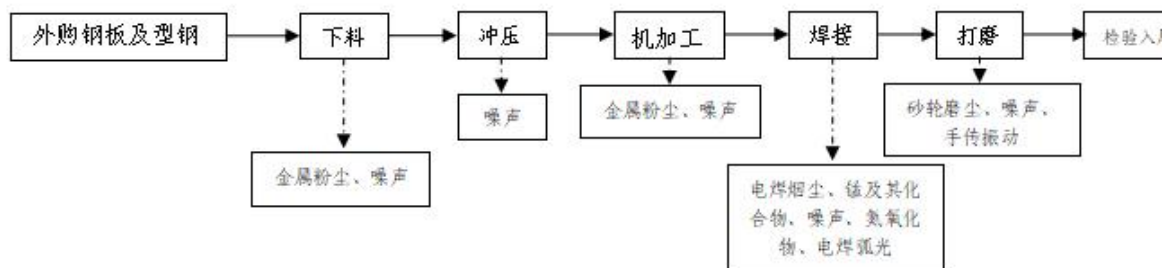 外购钢板及型钢
下料
冲压
机加工
焊接
打磨
检验入
金属粉尘、噪声
噪声
金属粉尘、噪声
电焊烟尘、锰及其化
合物、噪声、氮氧化
物、电焊弧光
砂轮磨尘、噪声、
手传振动